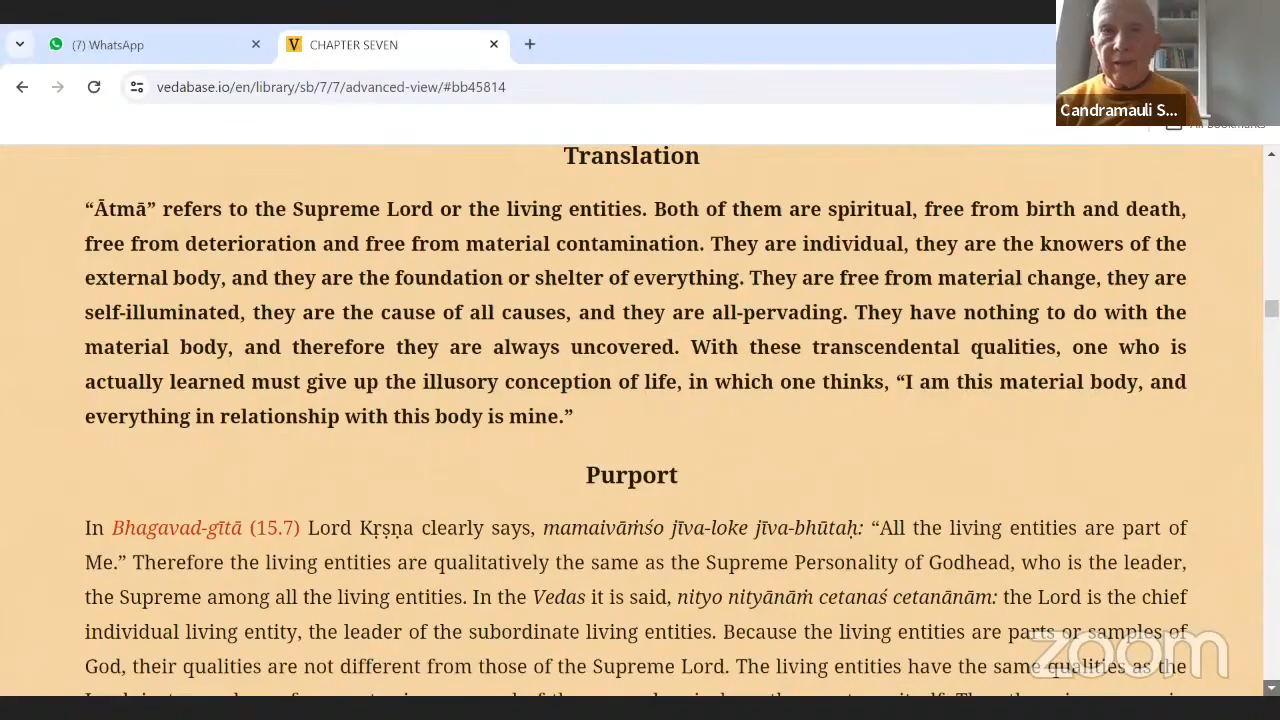 (7) WhatsApp
CHAPTER SEVEN
vedabase.io/en/library/sb/7/7/advanced-view/#bb45814
Candramauli S...
All Bookmarks
Translation
“Ātmā” refers to the Supreme Lord or the living entities. Both of them are spiritual, free from birth and death,
free from deterioration and free from material contamination. They are individual, they are the knowers of the
external body, and they are the foundation or shelter of everything. They are free from material change, they are
self-illuminated, they are the cause of all causes, and they are all-pervading. They have nothing to do with the
material body, and therefore they are always uncovered. With these transcendental qualities, one who is
actually learned must give up the illusory conception of life, in which one thinks, “I am this material body, and
everything in relationship with this body is mine.”
Purport
In Bhagavad-gītā (15.7) Lord Kṛṣṇa clearly says, mamaivāṁśo jīva-loke jīva-bhūtaḥ: “All the living entities are part of
Me.” Therefore the living entities are qualitatively the same as the Supreme Personality of Godhead, who is the leader,
the Supreme among all the living entities. In the Vedas it is said, nityo nityānāṁ cetanaś cetanānām: the Lord is the chief
individual living entity, the leader of the subordinate living entities. Because the living entities are parts or samples of
God, their qualities are not different from those of the Supreme Lord. The living entities have the same qualities as the
zoom